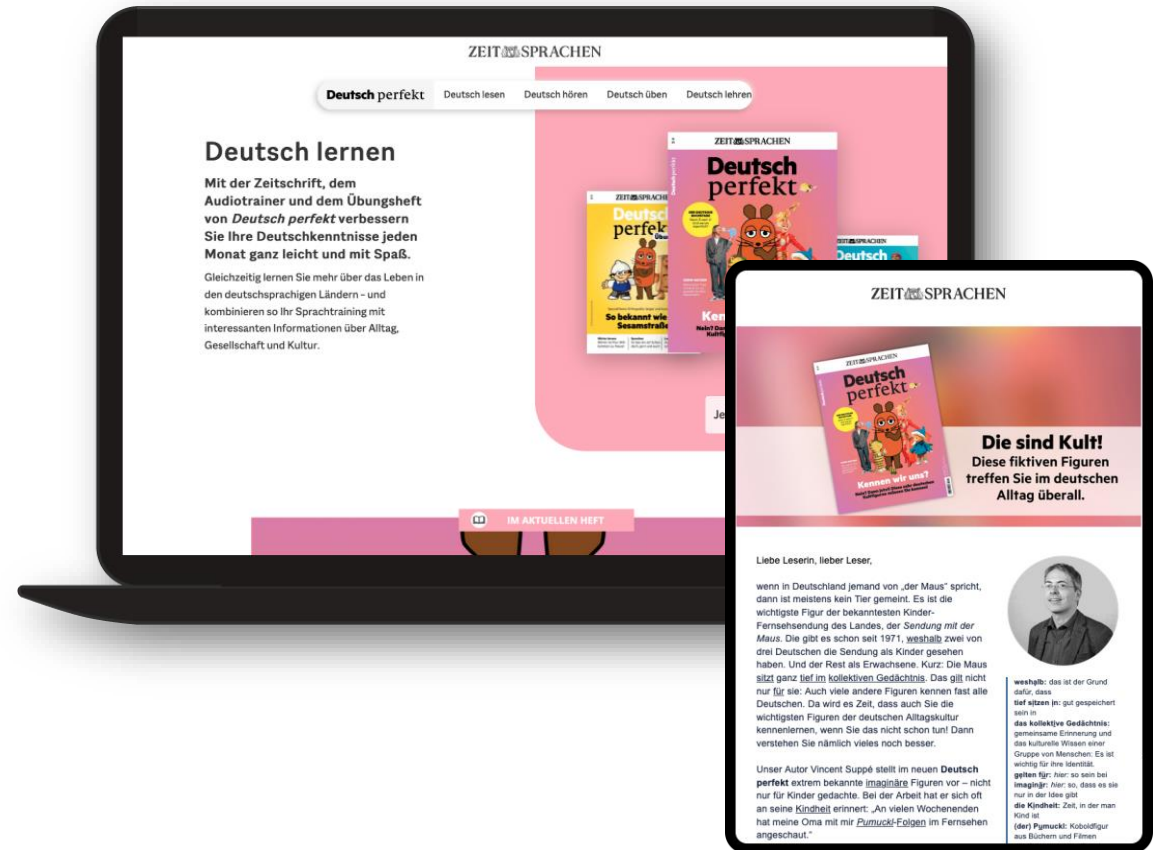 ZEIT SPRACHEN
Deutsch perfekt Deutsch lesen Deutsch hören Deutsch üben Deutsch lehren
Deutsch lernen
Mit der Zeitschrift, dem
Audiotrainer und dem Übungsheft
von Deutsch perfekt verbessern
Sie Ihre Deutschkenntnisse jeden
Monat ganz leicht und mit Spaß.
Gleichzeitig lernen Sie mehr über das Leben in
den deutschsprachigen Ländern – und
kombinieren so Ihr Sprachtraining mit
interessanten Informationen über Alltag,
Gesellschaft und Kultur.
ZEIT SPRACHE
Deutsc
perfek
Übu
So bekannt wie
Sesamstraße
ZEIT SPRACHEN
Deutsch
perfekt
Ken
ZEIT SPRACHEN
Deutsch
Je
IM AKTUELLEN HEFT
ZEIT SPRACHEN
ZEIT SPRACHEN
Deutsch
perfekt
Kennen wir uns?
Die sind Kult!
Diese fiktiven Figuren
treffen Sie im deutschen
Alltag überall.
Liebe Leserin, lieber Leser,
wenn in Deutschland jemand von „der Maus“ spricht,
dann ist meistens kein Tier gemeint. Es ist die
wichtigste Figur der bekanntesten Kinder-
Fernsehsendung des Landes, der Sendung mit der
Maus. Die gibt es schon seit 1971, weshalb zwei von
drei Deutschen die Sendung als Kinder gesehen
haben. Und der Rest als Erwachsene. Kurz: Die Maus
sitzt ganz tief im kollektiven Gedächtnis. Das gilt nicht
nur für sie: Auch viele andere Figuren kennen fast alle
Deutschen. Da wird es Zeit, dass auch Sie die
wichtigsten Figuren der deutschen Alltagskultur
kennenlernen, wenn Sie das nicht schon tun! Dann
verstehen Sie nämlich vieles noch besser.
Unser Autor Vincent Suppé stellt im neuen Deutsch
perfekt extrem bekannte imaginäre Figuren vor – nicht
nur für Kinder gedachte. Bei der Arbeit hat er sich oft
an seine Kindheit erinnert: „An vielen Wochenenden
hat meine Oma mit mir Pumuckl-Folgen im Fernsehen
angeschaut.“
weshalb: das ist der Grund
dafür, dass
tief sitzen in: gut gespeichert
sein in
das kollektive Gedächtnis:
gemeinsame Erinnerung und
das kulturelle Wissen einer
Gruppe von Menschen: Es ist
wichtig für ihre Identität.
gelten für: hier: so sein bei
imaginär: hier: so, dass es sie
nur in der Idee gibt
die Kindheit: Zeit, in der man
Kind ist
(der) Pumuckl: Koboldfigur
aus Büchern und Filmen